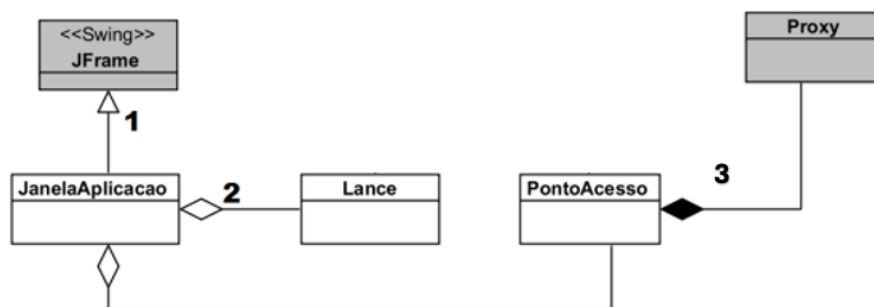 <<Swing>>
JFrame
Proxy
1
JanelaAplicacao
2
Lance
PontoAcesso
3